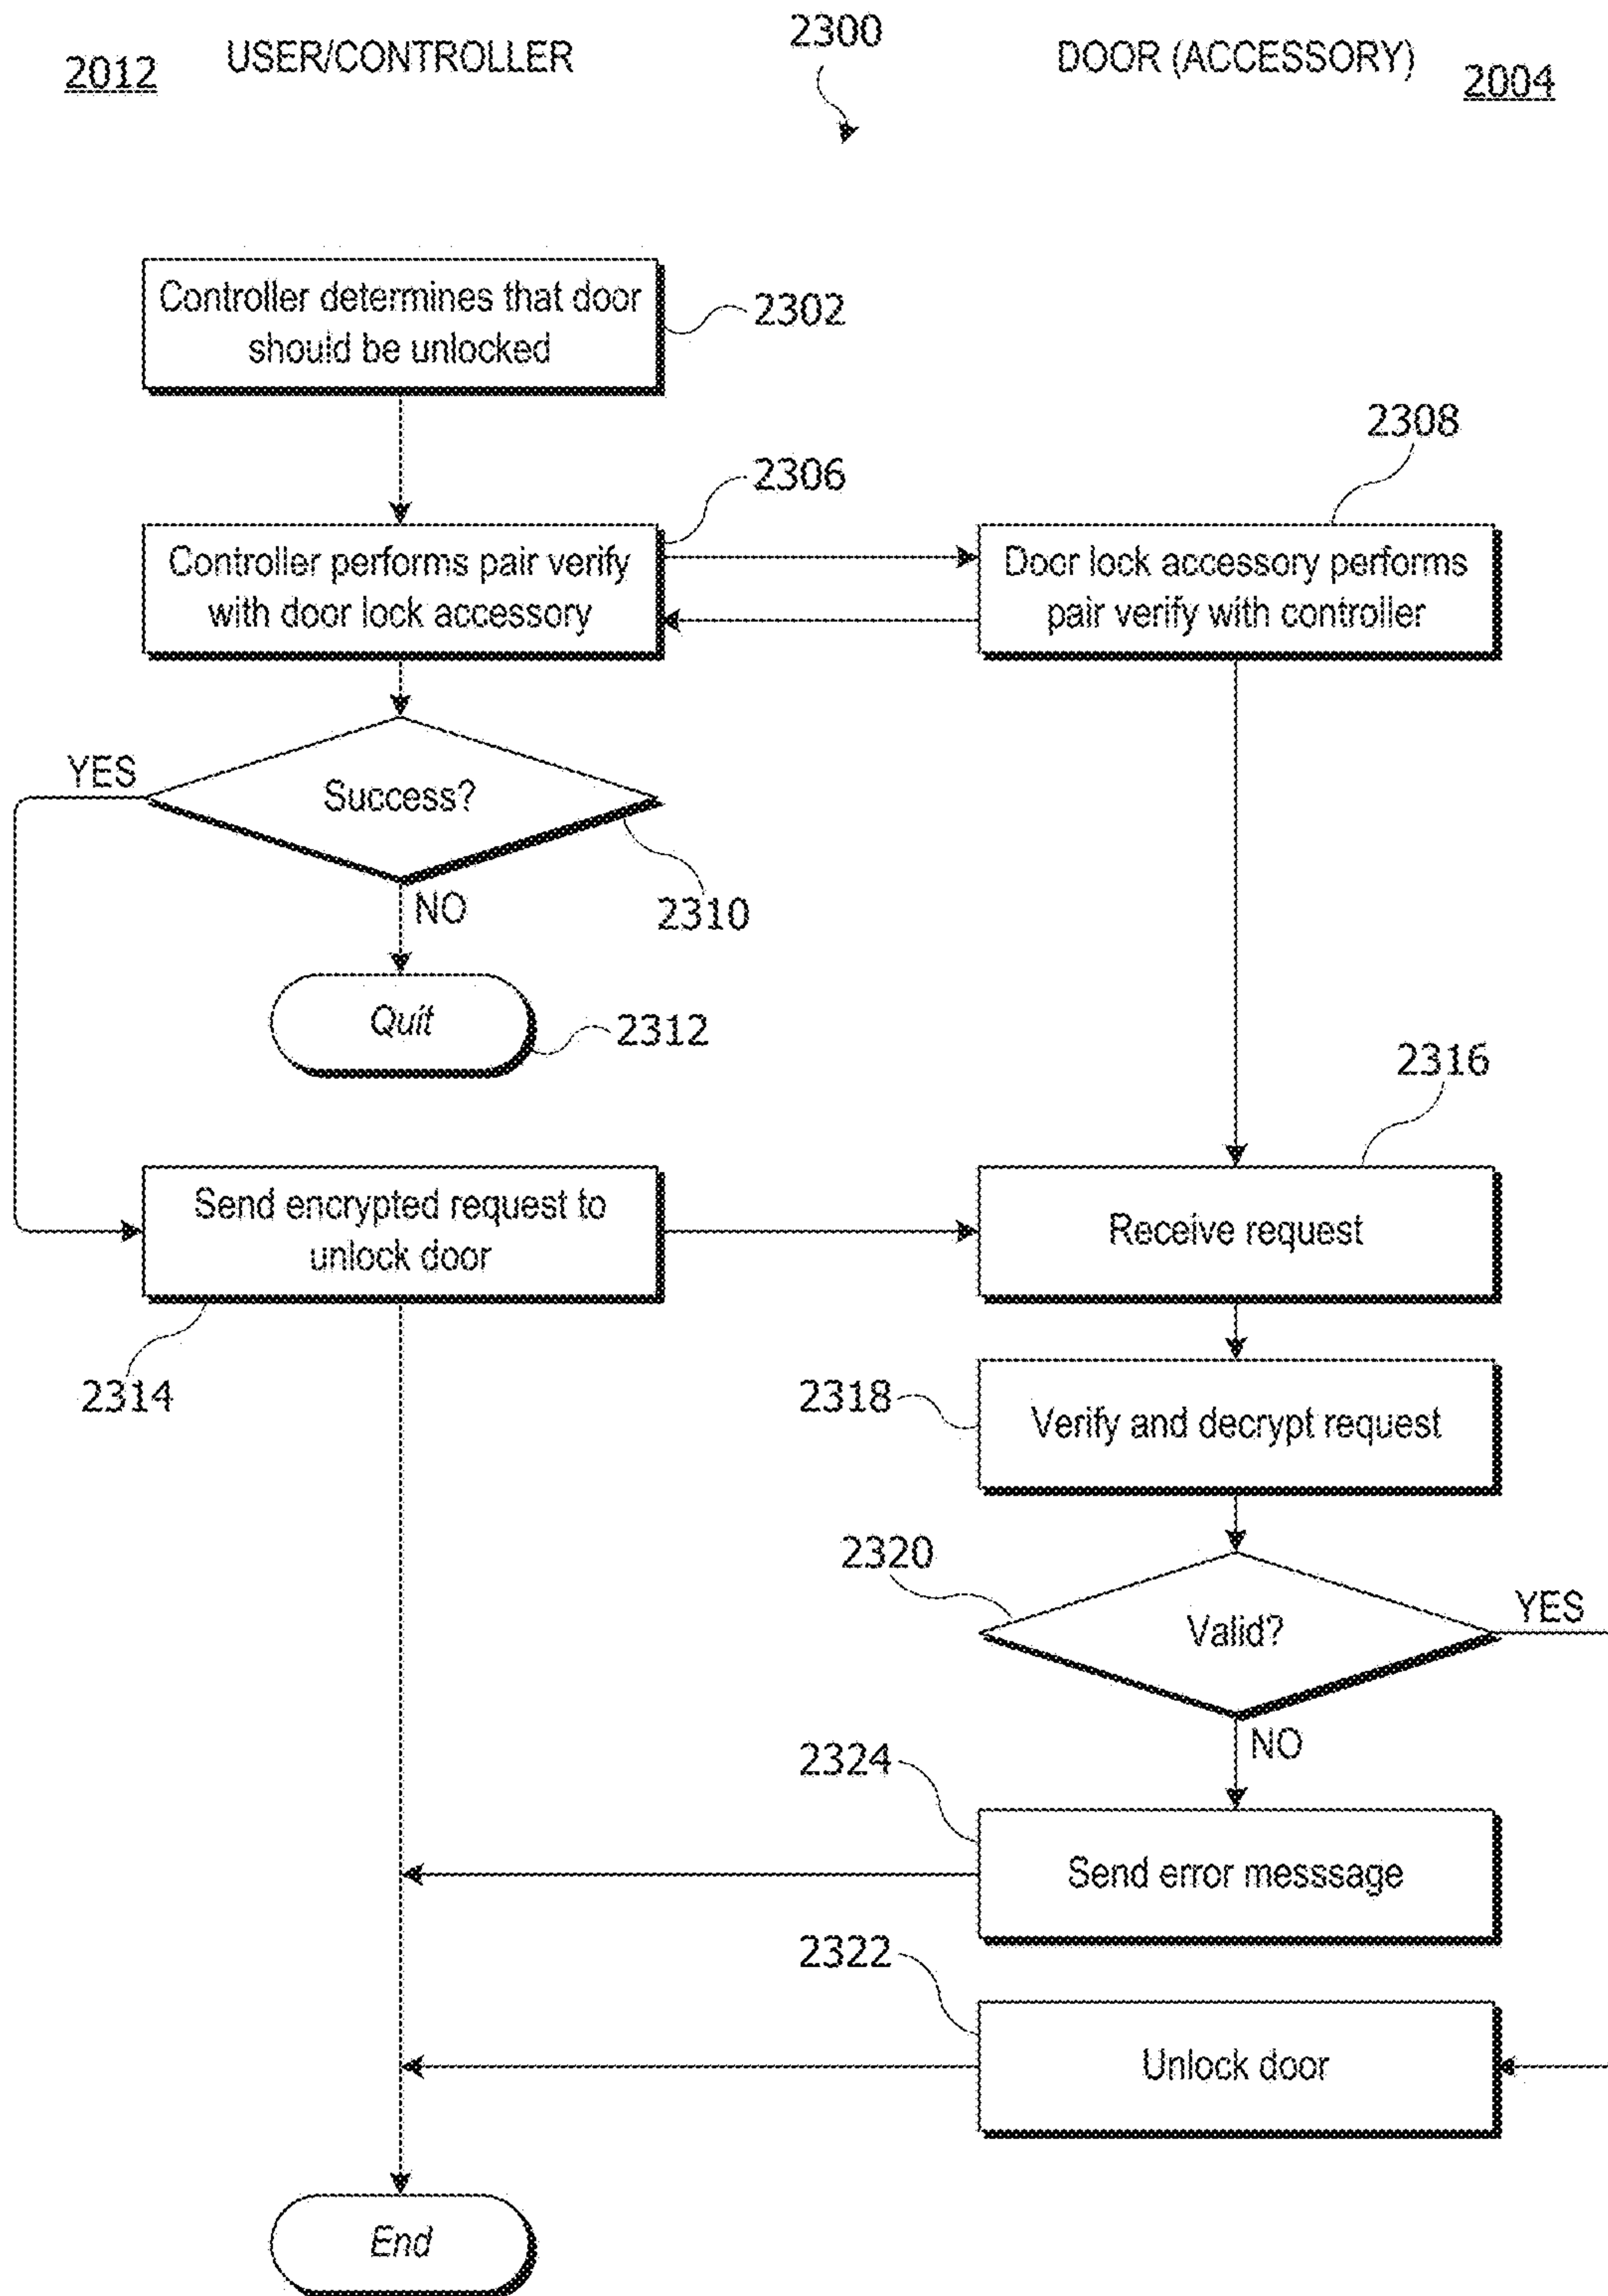 2300
2012 USER/CONTROLLER DOOR (ACCESSORY) 2004
Controller determines that door
should be unlocked
2302
2308
2306
Controller performs pair verify
with door lock accessory
Door lock accessory performs
pair verify with controller
YES
Success?
NO
2310
Quit
2312
2316
Send encrypted request to
unlock door
Receive request
2314
2318
Verify and decrypt request
2320
Valid?
YES
NO
2324
Send error messsage
2322
Unlock door
End